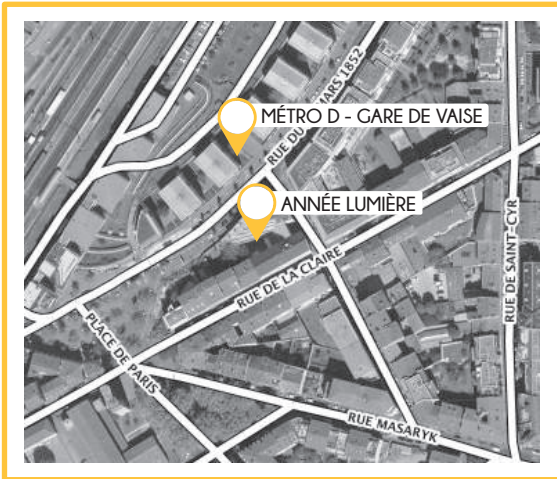 MÉTRO D - GARE DE VAISE
RUE DU
MARS 1852
ANNÉE LUMIÈRE
RUE DE LA CLAIRE
RUE DE SAINT-CYR
PLACE DE PARIS
RUE MASARYK